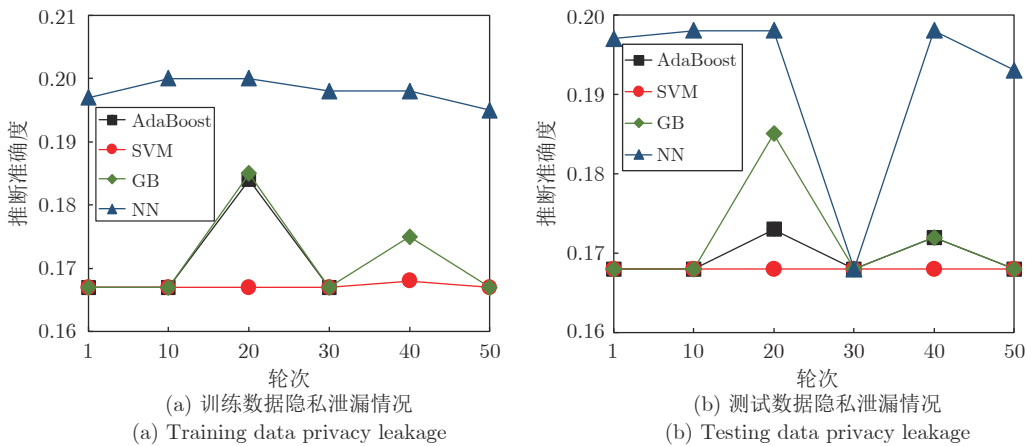 0.21
0.20
0.19
0.18
0.17
0.16
推断准确度
AdaBoost
SVM
GB
NN
1 10 20 30 40 50
轮次
(a) 训练数据隐私泄漏情况
(a) Training data privacy leakage
0.20
0.19
0.18
0.17
0.16
推断准确度
AdaBoost
SVM
GB
NN
1 10 20 30 40 50
轮次
(b) 测试数据隐私泄漏情况
(b) Testing data privacy leakage